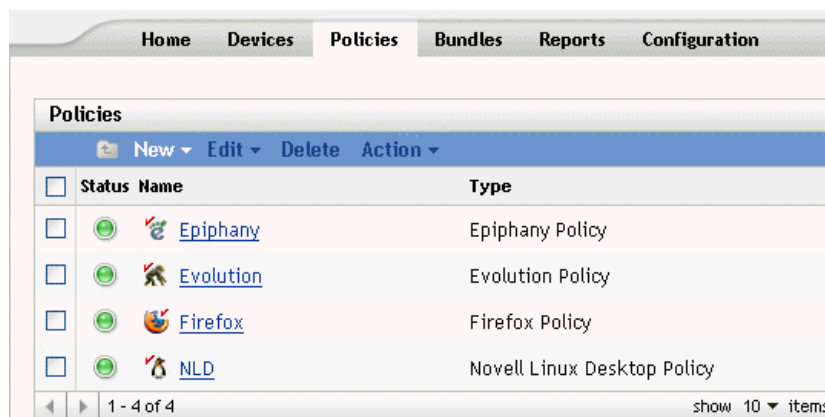 Home Devices Policies Bundles Reports Configuration
Policies
New Edit Delete Action
Status Name Type
Epiphany Epiphany Policy
Evolution Evolution Policy
Firefox Firefox Policy
NLD Novell Linux Desktop Policy
1 - 4 of 4 show 10 items